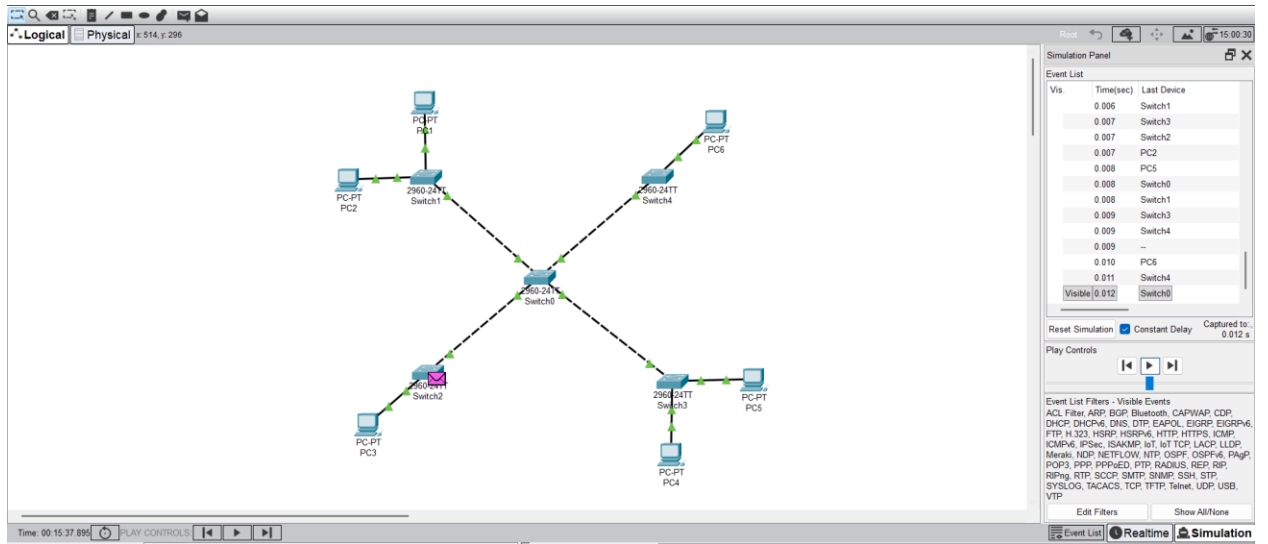 Logical Physical x: 514, y: 296
Root 15:00:30
PC-PT
PC1
PC-PT
PC2
2960-24TT
Switch1
PC-PT
PC6
2960-24TT
Switch4
2960-24TT
Switch0
2960-24TT
Switch2
PC-PT
PC3
2960-24TT
Switch3
PC-PT
PC5
PC-PT
PC4
Simulation Panel
Event List
Vis. Time(sec) Last Device
0.006 Switch1
0.007 Switch3
0.007 Switch2
0.007 PC2
0.008 PC5
0.008 Switch0
0.008 Switch1
0.009 Switch3
0.009 Switch4
0.009 --
0.010 PC6
0.011 Switch4
Visible 0.012 Switch0
Reset Simulation Constant Delay Captured to:
0.012 s
Play Controls
Event List Filters - Visible Events
ACL Filter, ARP, BGP, Bluetooth, CAPWAP, CDP,
DHCP, DHCPv6, DNS, DTP, EAPOL, EIGRP, EIGRPv6,
FTP, H.323, HSRP, HSRPv6, HTTP, HTTPS, ICMP,
ICMPv6, IPSec, ISAKMP, IoT, IoT TCP, LACP, LLDP,
Meraki, NDP, NETFLOW, NTP, OSPF, OSPFv6, PAgP,
POP3, PPP, PPPoED, PTP, RADIUS, REP, RIP,
RIPng, RTP, SCCP, SMTP, SNMP, SSH, STP,
SYSLOG, TACACS, TCP, TFTP, Telnet, UDP, USB,
VTP
Edit Filters Show All/None
Time: 00:15:37.895 PLAY CONTROLS: Event List Realtime Simulation